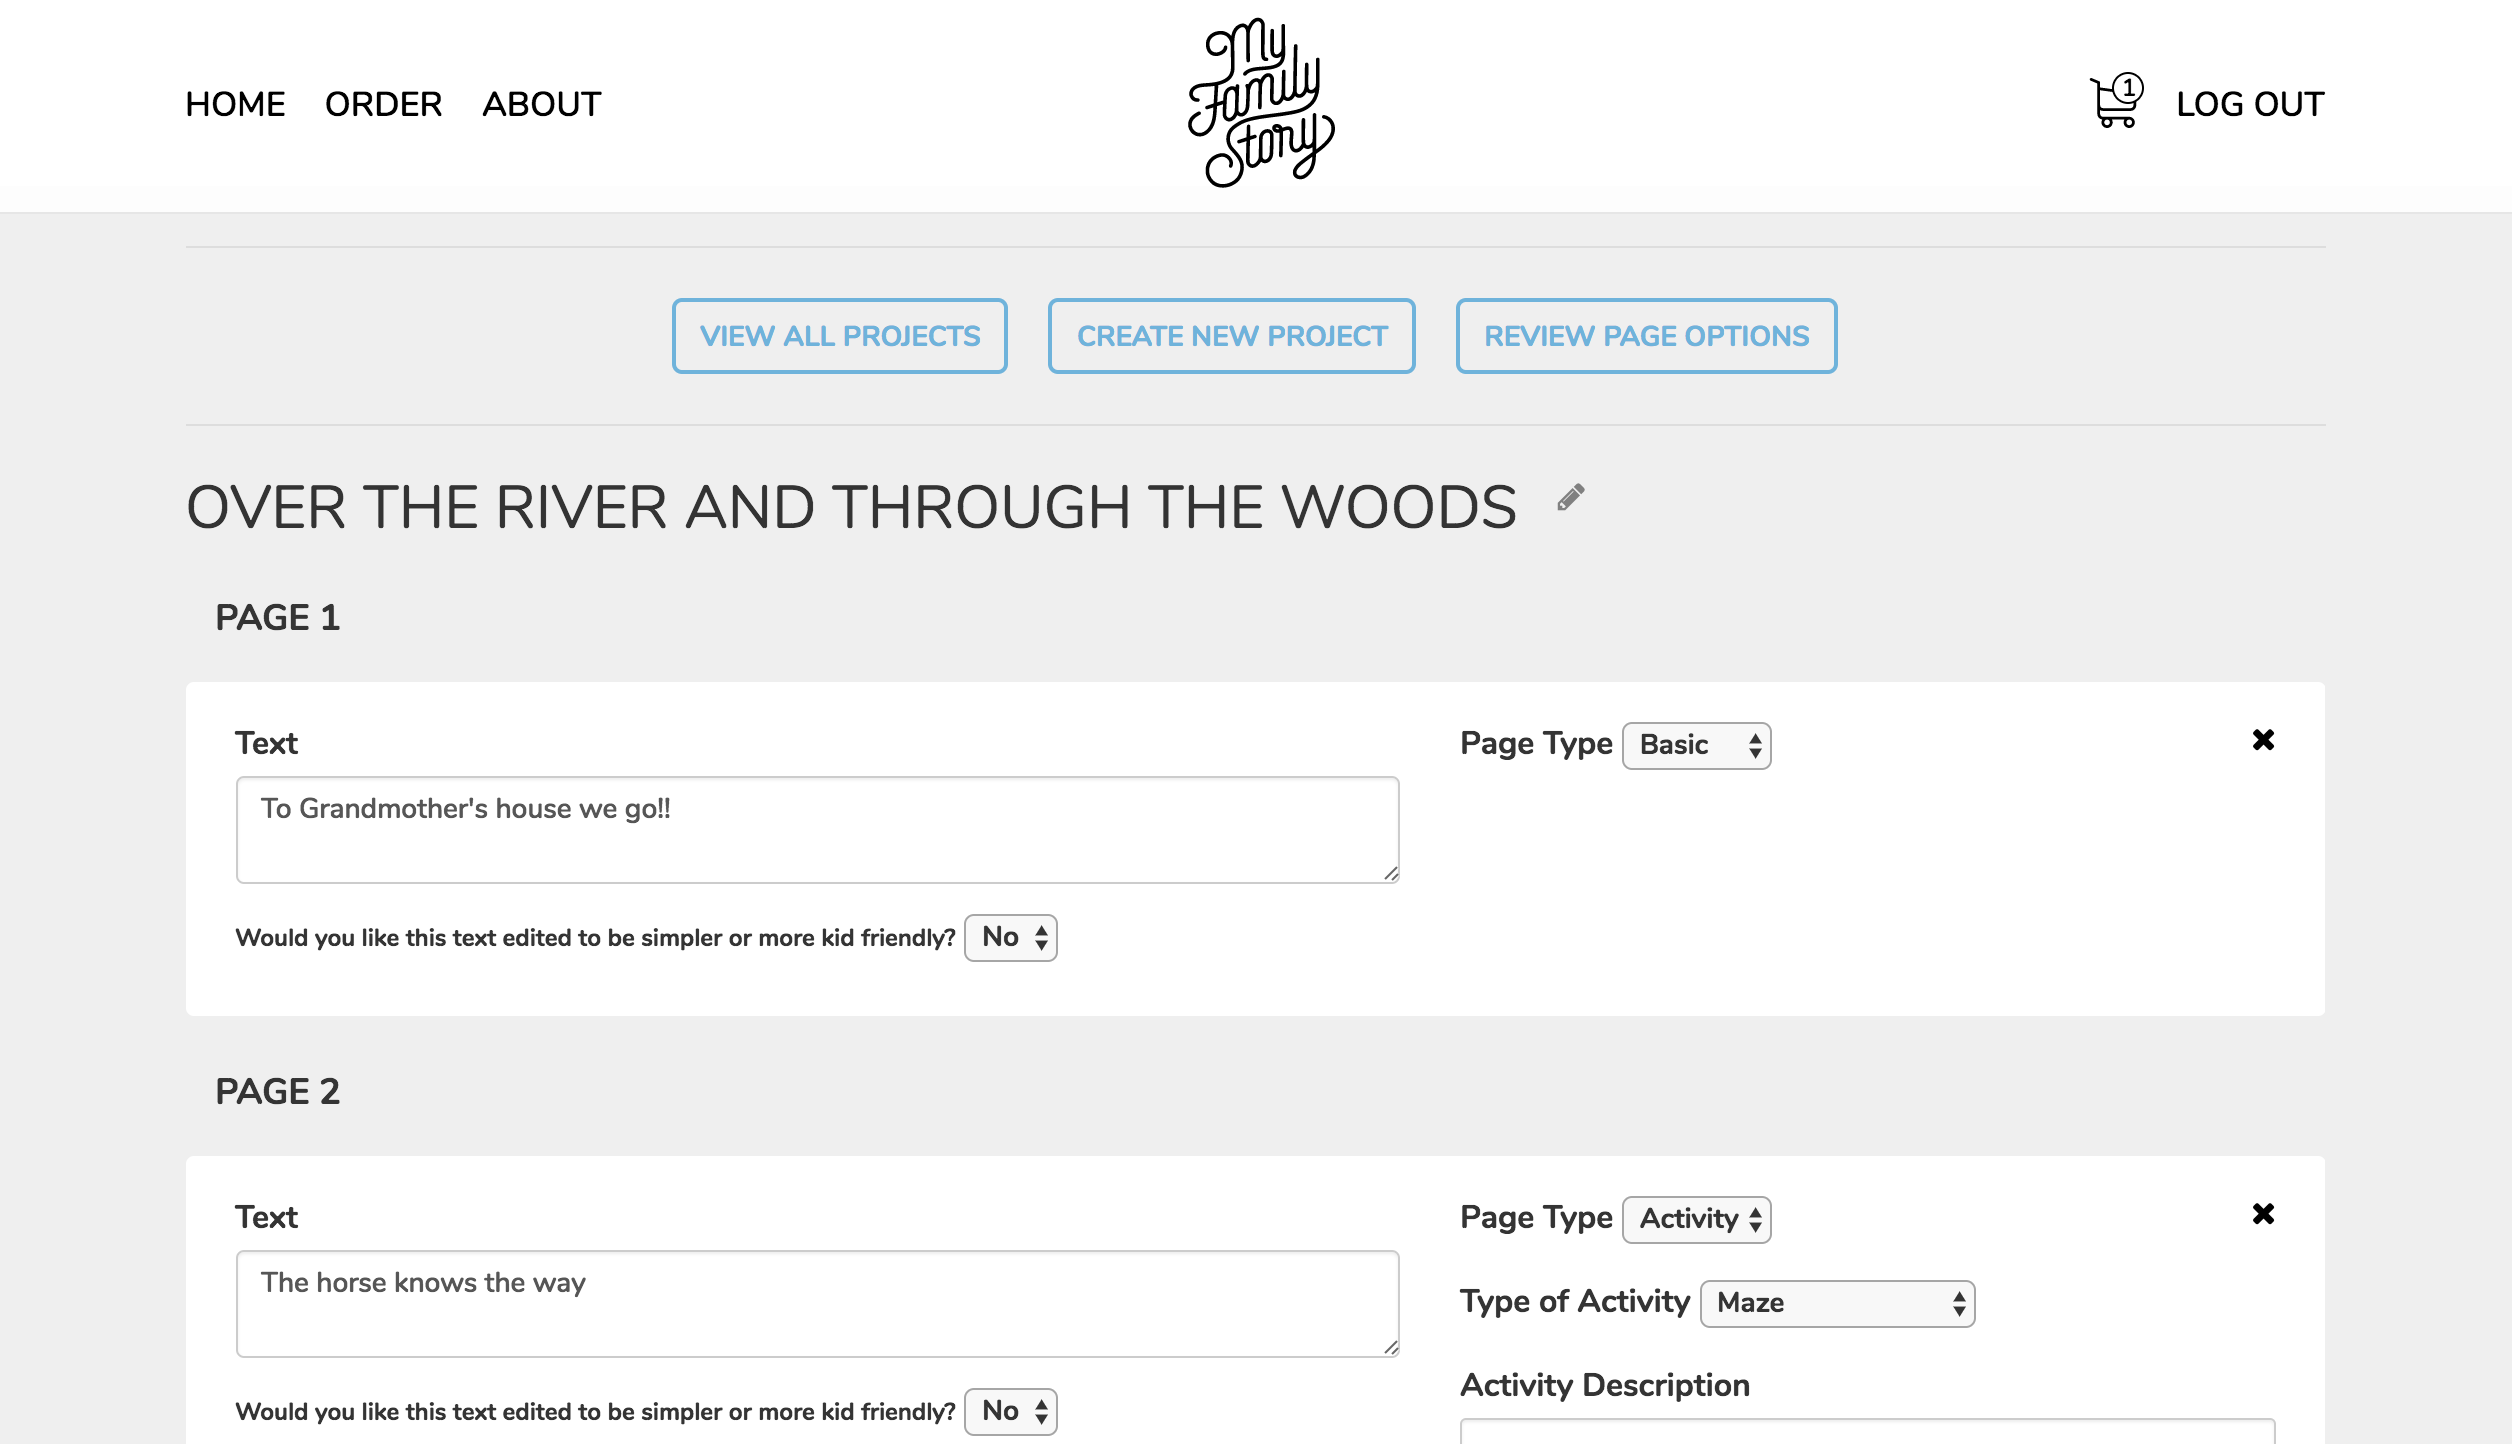 HOME ORDER ABOUT
My
Family
Story
1
LOG OUT
VIEW ALL PROJECTS
CREATE NEW PROJECT
REVIEW PAGE OPTIONS
OVER THE RIVER AND THROUGH THE WOODS
PAGE 1
Text
Page Type Basic
To Grandmother's house we go!!
Would you like this text edited to be simpler or more kid friendly? No
PAGE 2
Text
Page Type Activity
The horse knows the way
Type of Activity Maze
Activity Description
Would you like this text edited to be simpler or more kid friendly? No